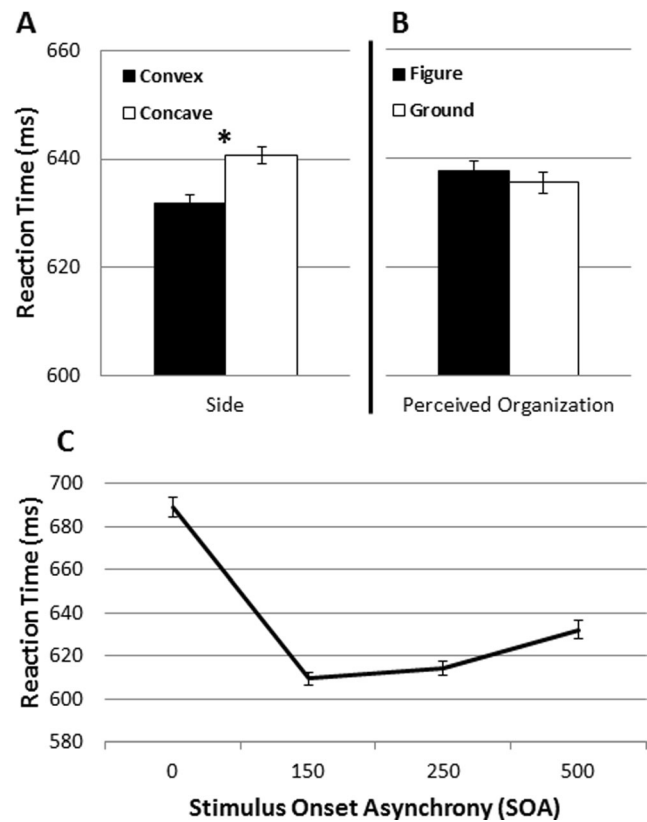 A
B
Reaction Time (ms)
660
640
620
600
Convex
Concave
*
Side
Figure
Ground
Perceived Organization
C
Reaction Time (ms)
700
680
660
640
620
600
580
0 150 250 500
Stimulus Onset Asynchrony (SOA)